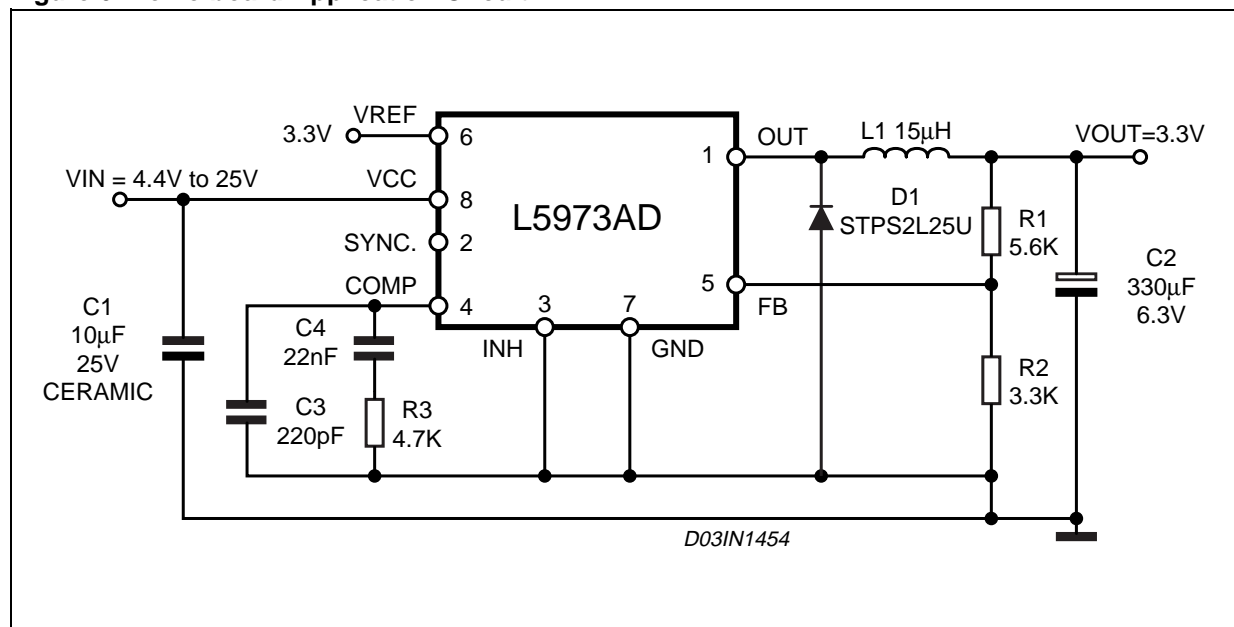 VREF
3.3V
6
VIN = 4.4V to 25V
VCC
8
SYNC.
2
COMP
4
L5973AD
1
OUT
5
FB
3
INH
7
GND
L1 15µH
VOUT=3.3V
D1
STPS2L25U
R1
5.6K
C2
330µF
6.3V
R2
3.3K
C1
10µF
25V
CERAMIC
C4
22nF
C3
220pF
R3
4.7K
D03IN1454